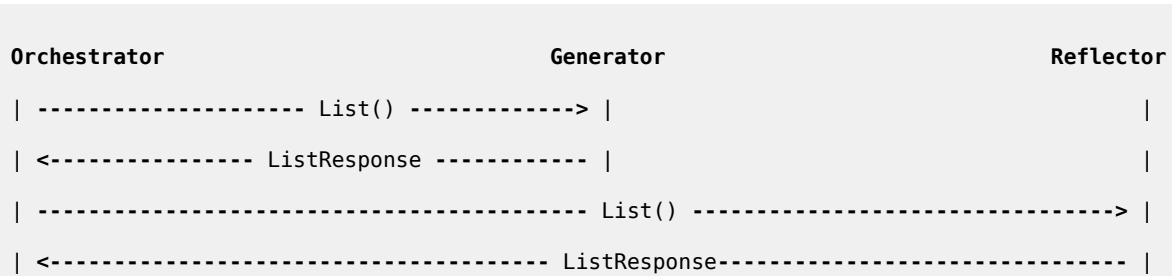 Orchestrator Generator Reflector
| --------------------- List() -------------> | |
| <---------------- ListResponse ------------ | |
| ------------------------------------------- List() ---------------------------------> |
| <--------------------------------------- ListResponse-------------------------------- |